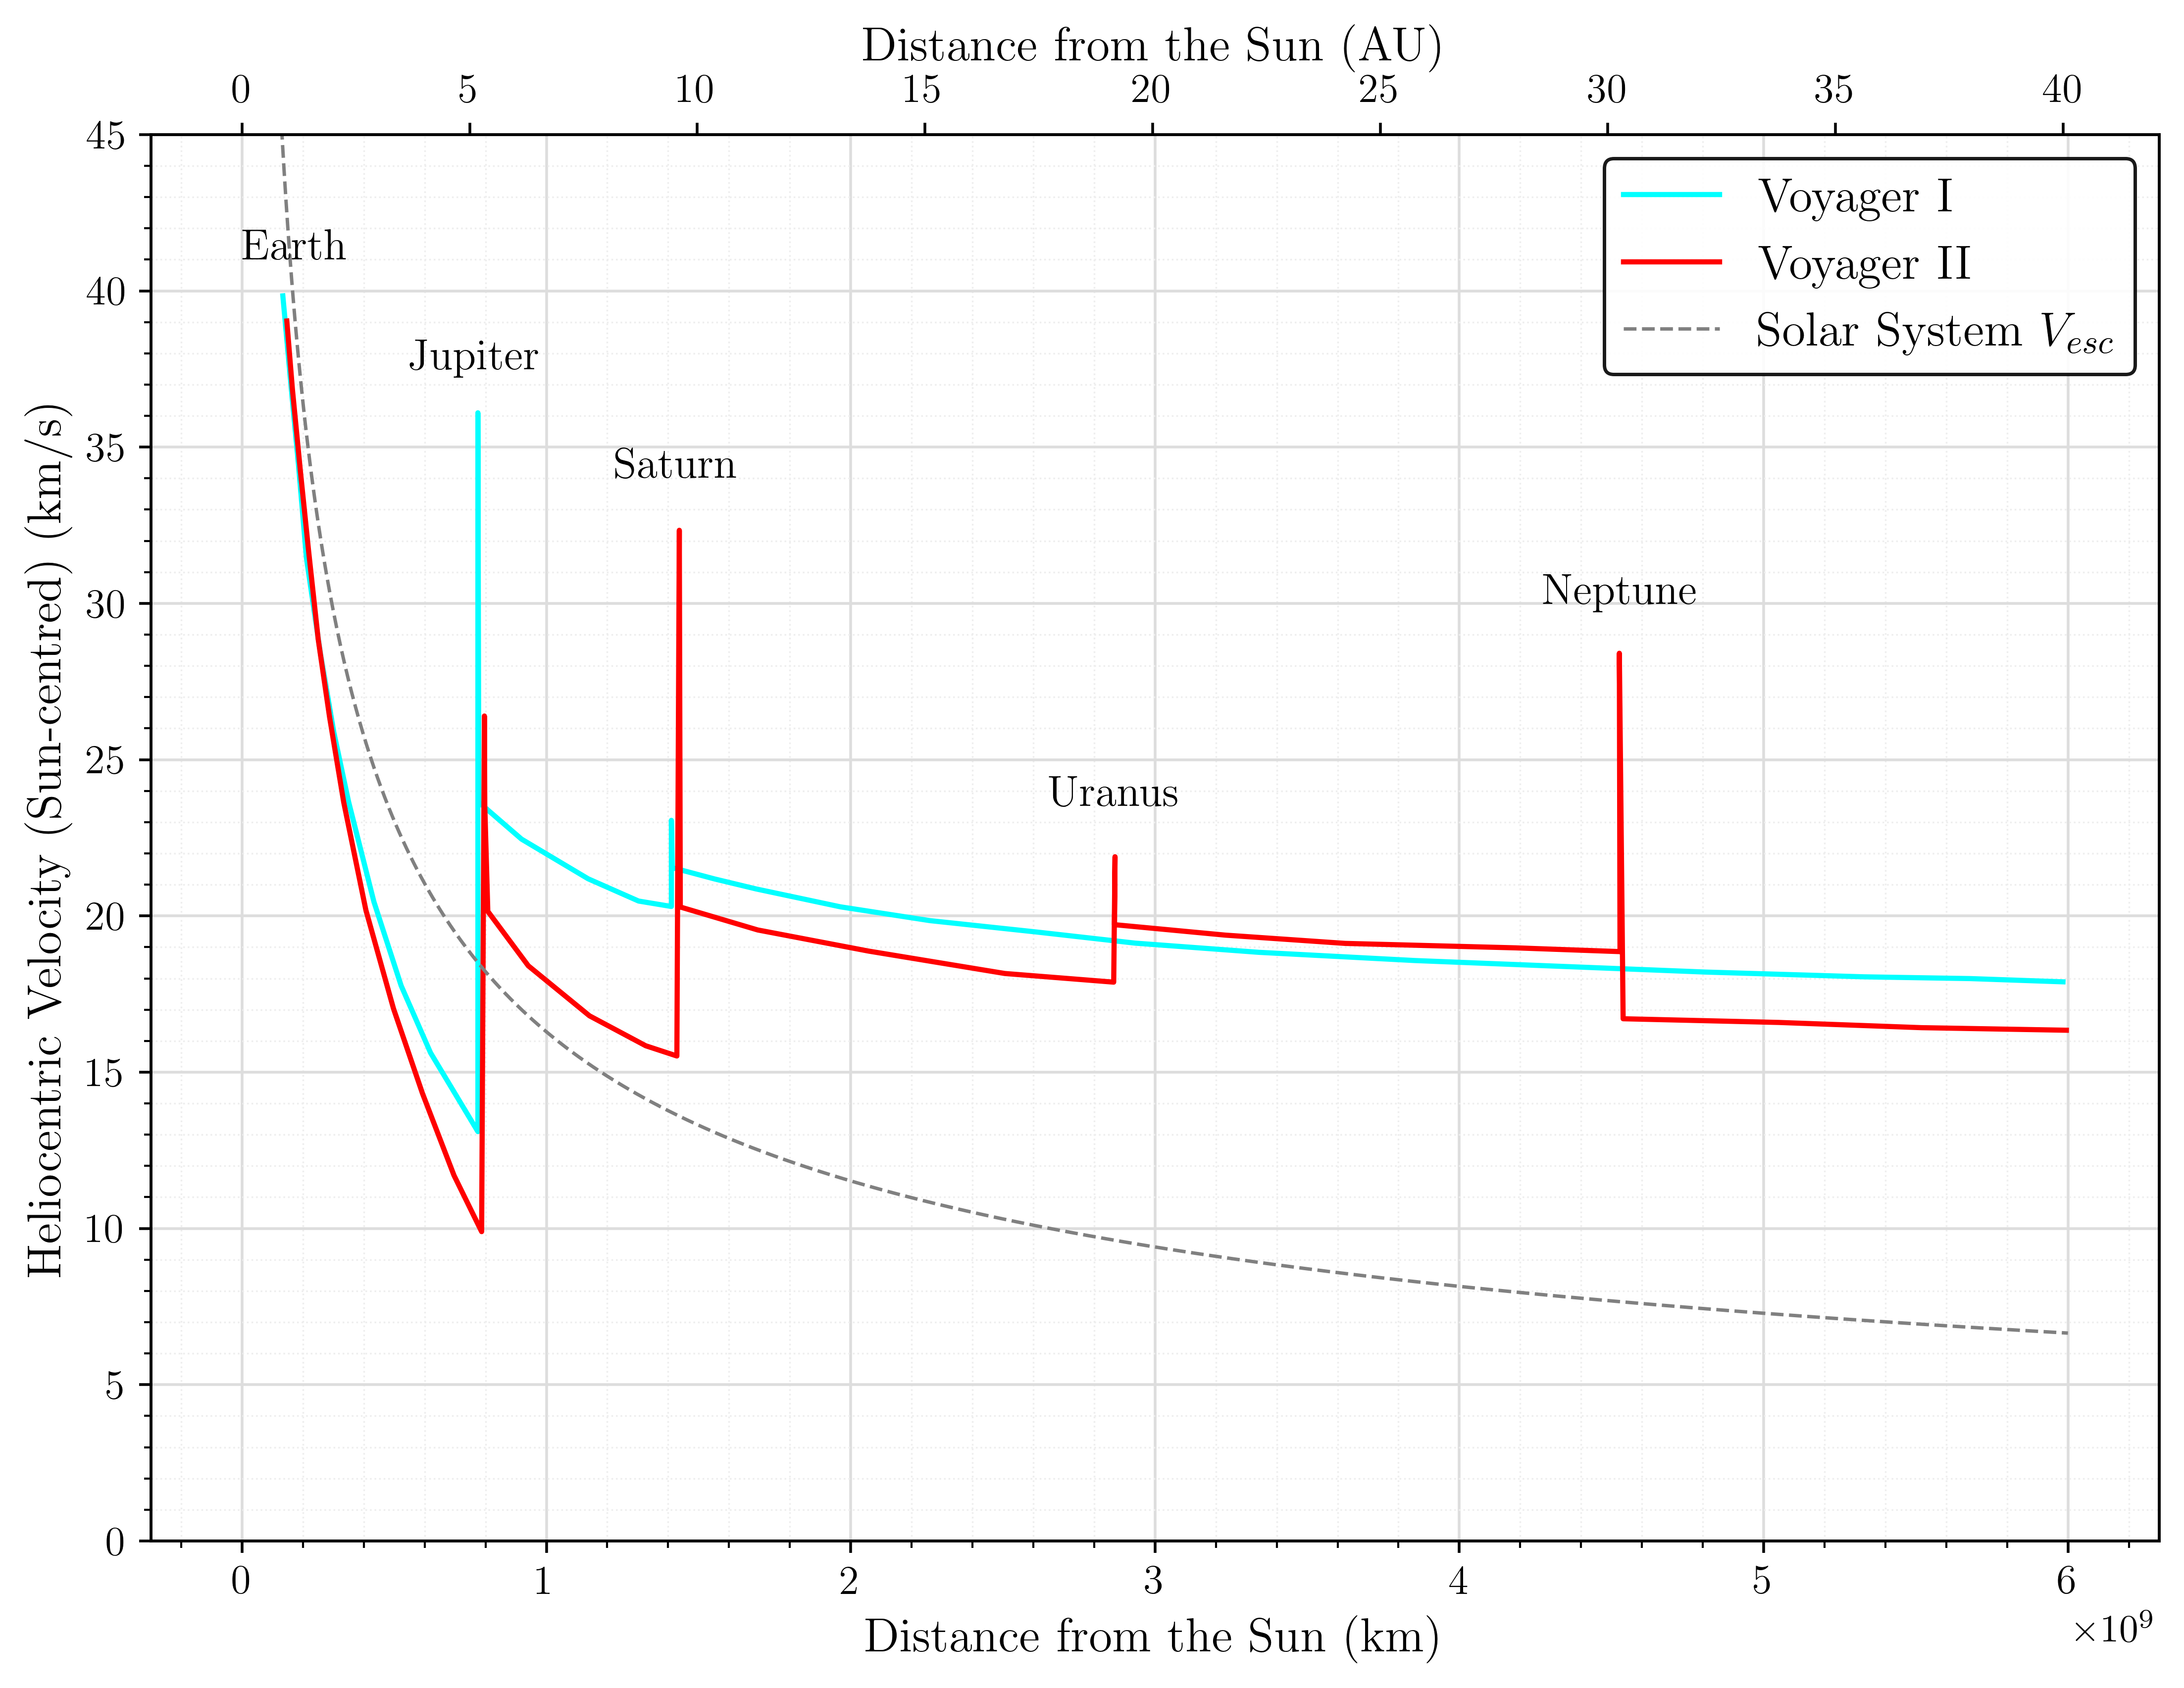 Distance from the Sun (AU)
0 5 10 15 20 25 30 35 40
45
40
35
30
25
20
15
10
5
0
Heliocentric Velocity (Sun-centred) (km/s)
Earth
Jupiter
Saturn
Uranus
Neptune
Voyager I
Voyager II
Solar System V_esc
0 1 2 3 4 5 6
×10⁹
Distance from the Sun (km)